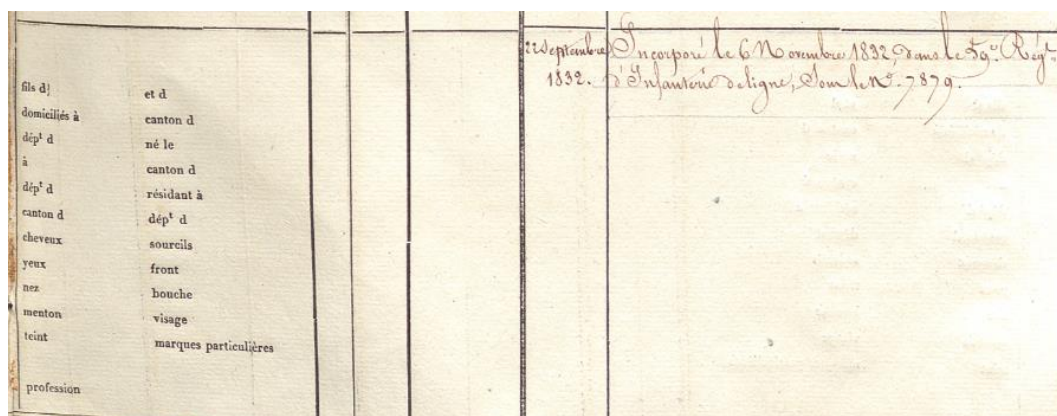 22 Septembre
1832.
Incorporé le 6 Novembre 1832, dans le 59e. Régt.
d'Infanterie de ligne, Sous le No. 7879.
fils d
et d
domiciliés à
canton d
dépt d
né le
à
canton d
dépt d
résidant à
canton d
dépt d
cheveux
sourcils
yeux
front
nez
bouche
menton
visage
teint
marques particulières
profession